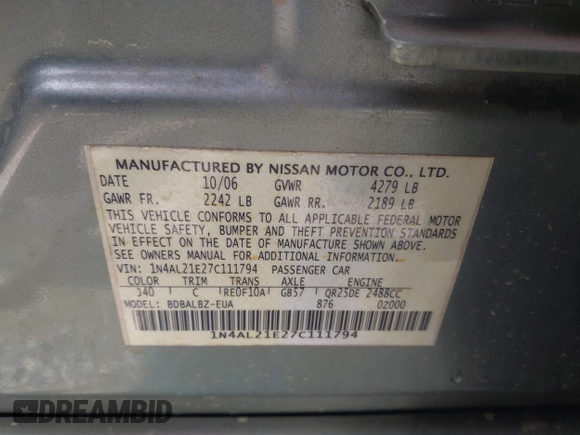 MANUFACTURED BY NISSAN MOTOR CO., LTD.
DATE 10/06 GVWR 4279 LB
GAWR FR. 2242 LB GAWR RR. 2189 LB
THIS VEHICLE CONFORMS TO ALL APPLICABLE FEDERAL MOTOR
VEHICLE SAFETY, BUMPER AND THEFT PREVENTION STANDARDS
IN EFFECT ON THE DATE OF MANUFACTURE SHOWN ABOVE.
SEE OWNERS MANUAL FOR ADDITIONAL INFORMATION.
VIN: 1N4AL21E27C111794 PASSENGER CAR
COLOR TRIM TRANS AXLE ENGINE
J40 C RE0F10A GB57 QR25DE 2488CC
MODEL: BDBALBZ-EUA 876 0Z000
1N4AL21E27C111794
DREAMBID